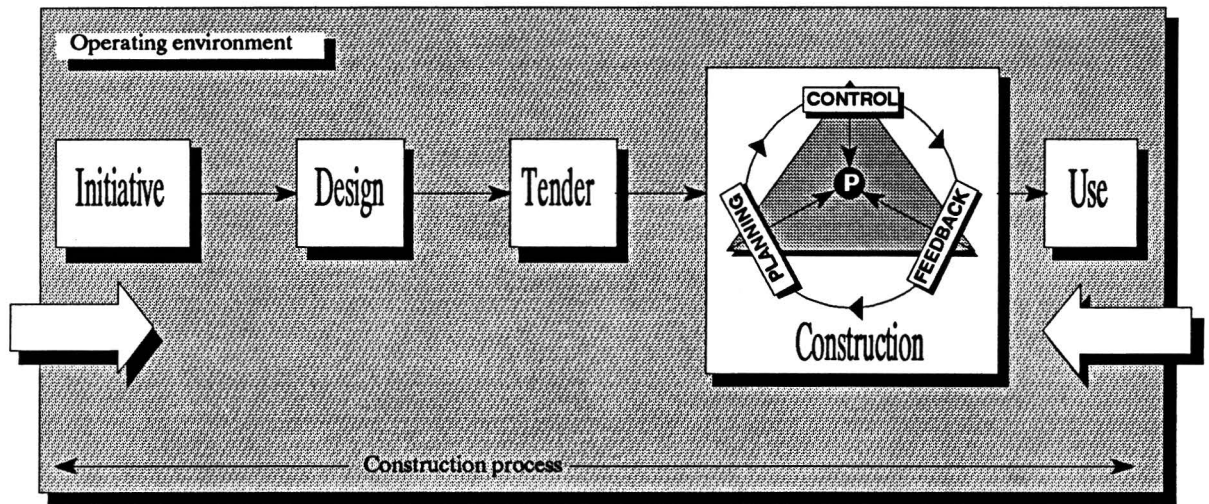 Operating environment
Initiative
Design
Tender
CONTROL
PLANNING
P
FEEDBACK
Construction
Use
Construction process